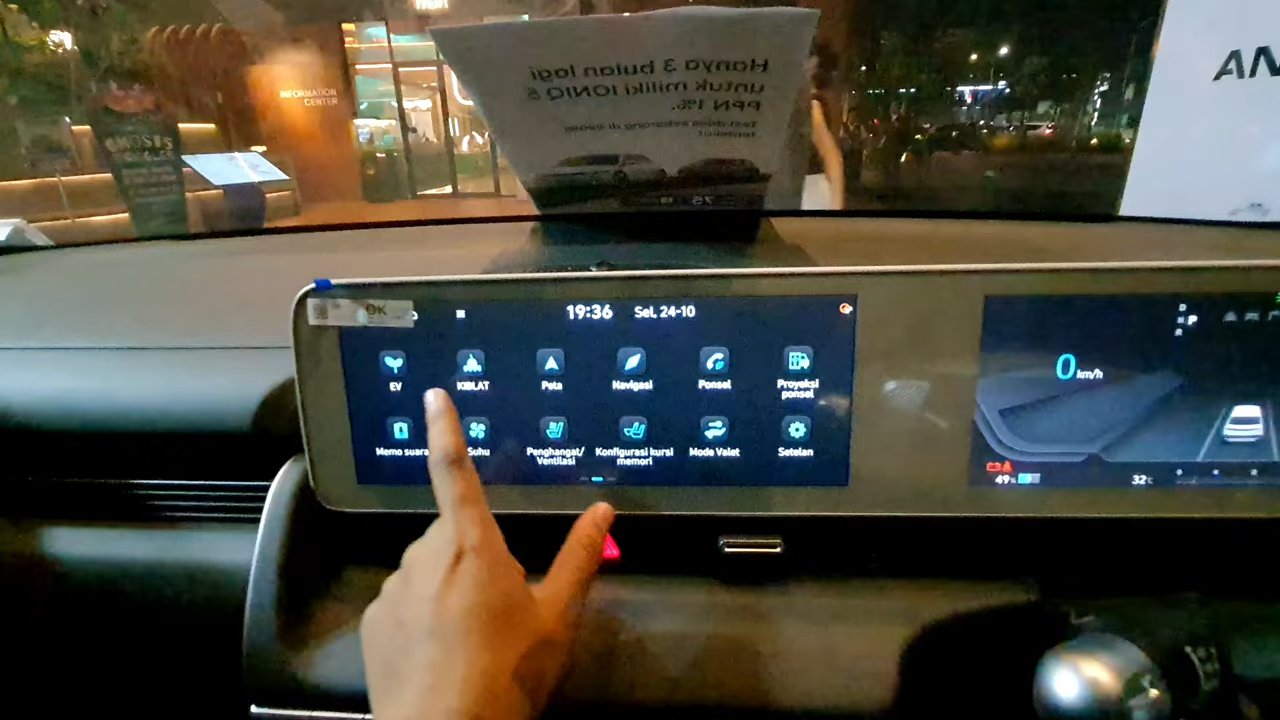 INFORMATION
CENTER
Hanya 3 bulan lagi
untuk miliki IONIQ 5
PPN 1%.
AN
OK
19:36 Sel, 24-10
EV
KIBLAT
Peta
Navigasi
Ponsel
Proyeksi
ponsel
Memo suara
Suhu
Penghangat/
Ventilasi
Konfigurasi kursi
memori
Mode Valet
Setelan
0 km/h
D
N P
R
49%
32°C